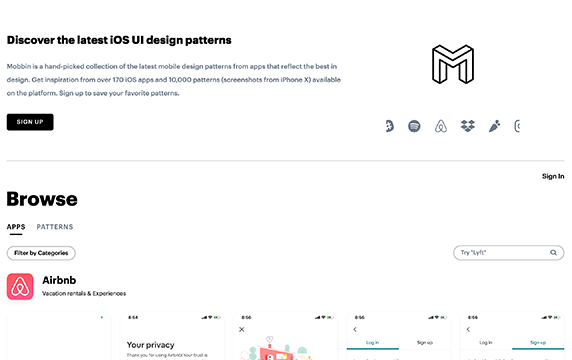 Discover the latest iOS UI design patterns
Mobbin is a hand-picked collection of the latest mobile design patterns from apps that reflect the best in
design. Get inspiration from over 170 iOS apps and 10,000 patterns (screenshots from iPhone X) available
on the platform. Sign up to save your favorite patterns.
SIGN UP
Sign In
Browse
APPS PATTERNS
Filter by Categories
Try "Lyft"
Airbnb
Vacation rentals & Experiences
8:54 8:56 8:56 8:56
Your privacy
Thank you for using Airbnb! Your trust is
Log in Sign up Log in Sign up